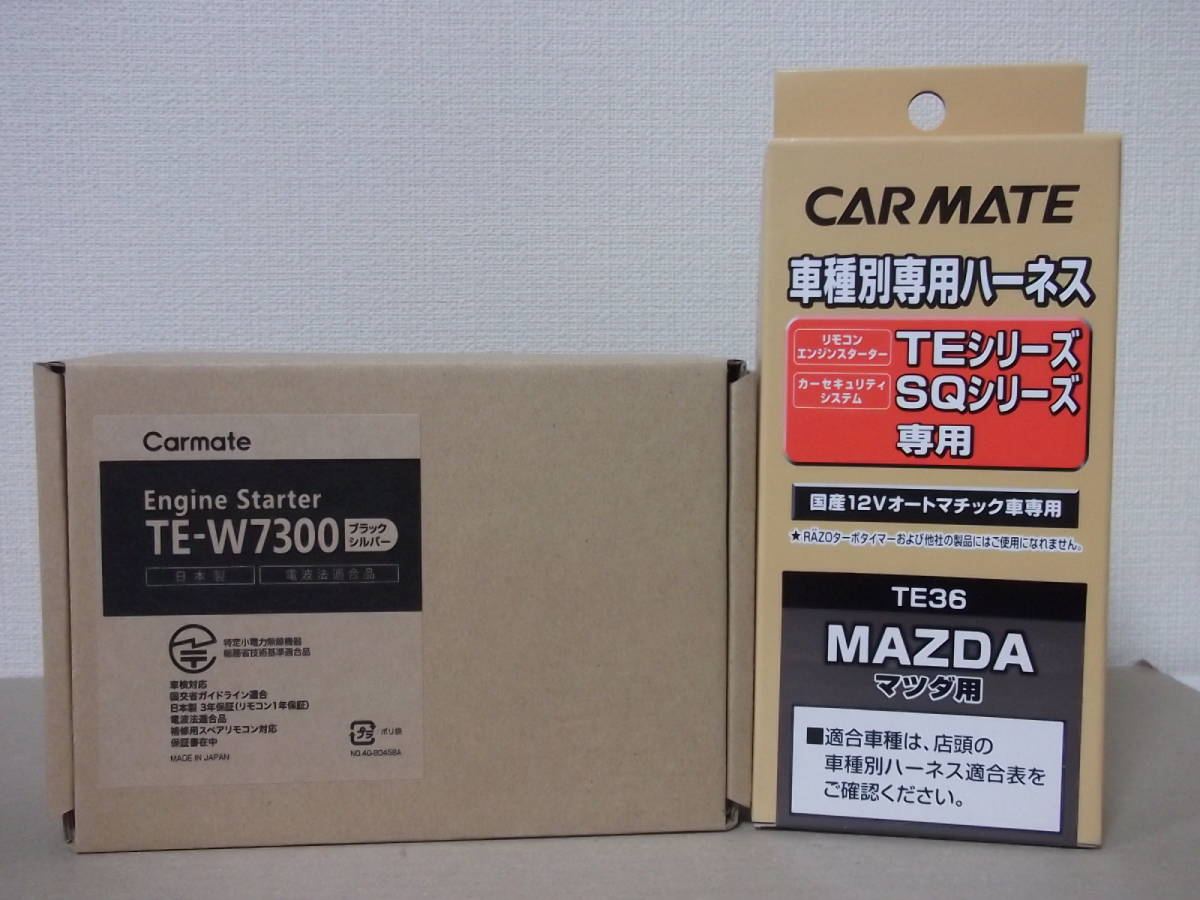 Carmate
Engine Starter
TE-W7300 ブラック シルバー
日本製 電波法適合品
特定小電力無線機器
総務省技術基準適合品
車検対応
国交省ガイドライン適合
日本製 3年保証(リモコン1年保証)
電波法適合品
補修用スペアリモコン対応
保証書在中
MADE IN JAPAN
プラ ポリ袋
CARMATE
車種別専用ハーネス
リモコン
エンジンスターター
TEシリーズ
カーセキュリティ
システム
SQシリーズ
専用
国産12Vオートマチック車専用
★RÄZOターボタイマーおよび他社の製品にはご使用になれません。
TE36
MAZDA
マツダ用
■適合車種は、店頭の
車種別ハーネス適合表を
ご確認ください。